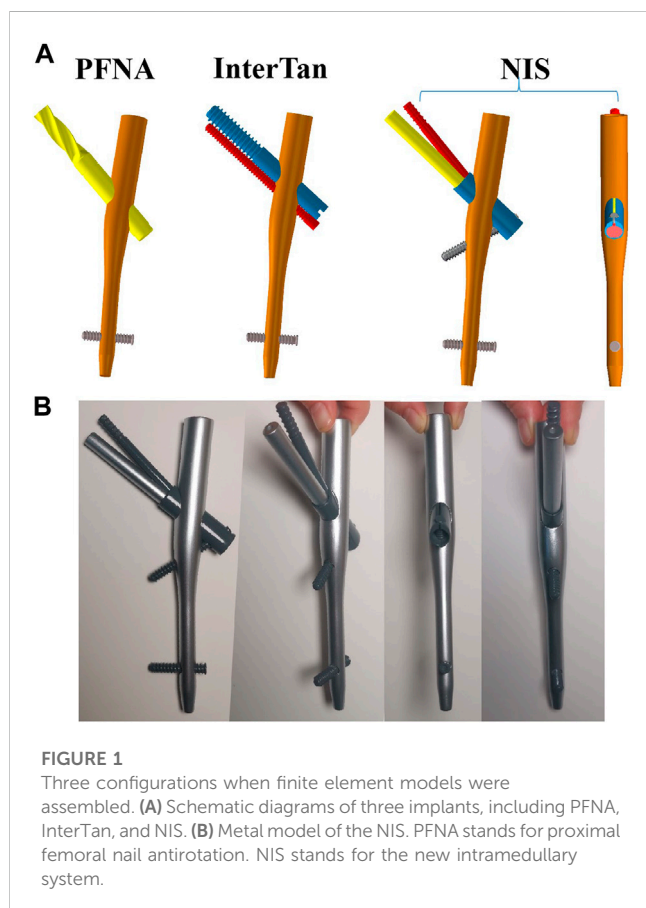 A
PFNA InterTan NIS
B
FIGURE 1
Three configurations when finite element models were
assembled. (A) Schematic diagrams of three implants, including PFNA,
InterTan, and NIS. (B) Metal model of the NIS. PFNA stands for proximal
femoral nail antirotation. NIS stands for the new intramedullary
system.